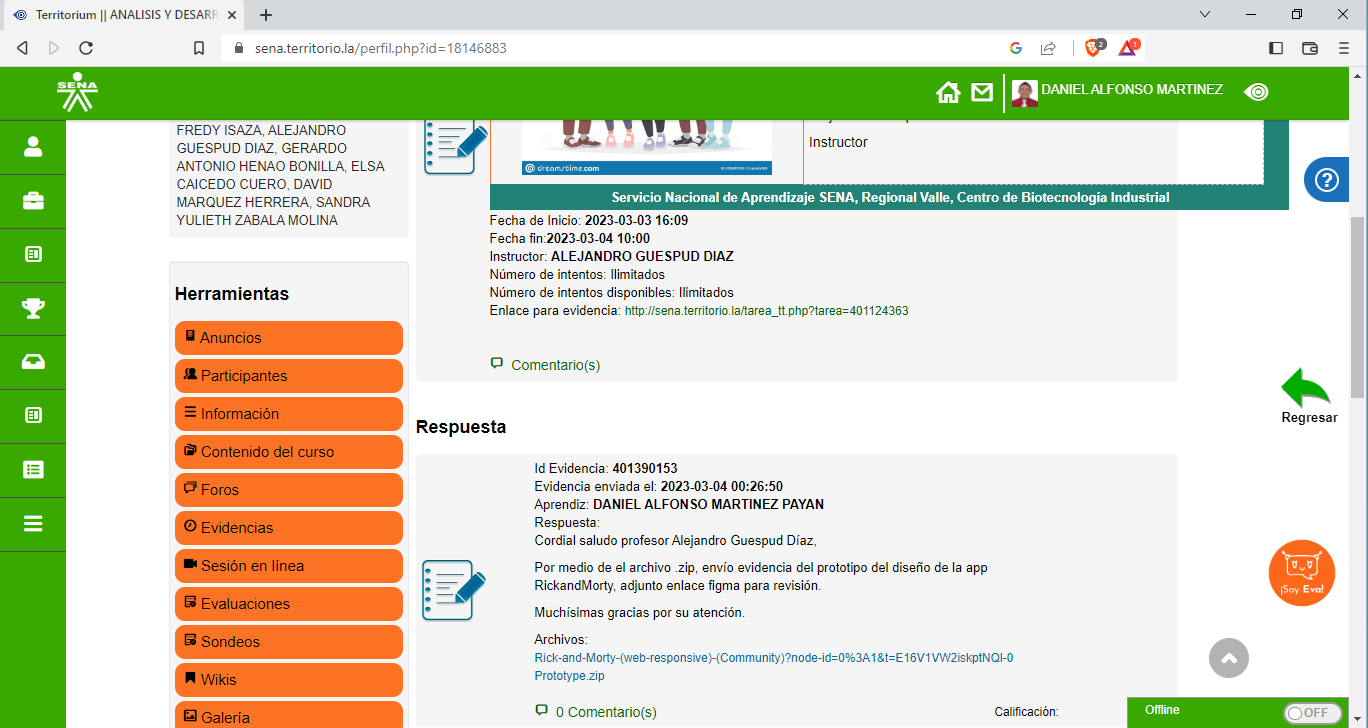 Territorium || ANALISIS Y DESARR
sena.territorio.la/perfil.php?id=18146883
2
1
SENA
DANIEL ALFONSO MARTINEZ
FREDY ISAZA, ALEJANDRO
GUESPUD DIAZ, GERARDO
ANTONIO HENAO BONILLA, ELSA
CAICEDO CUERO, DAVID
MARQUEZ HERRERA, SANDRA
YULIETH ZABALA MOLINA
Herramientas
Anuncios
Participantes
Información
Contenido del curso
Foros
Evidencias
Sesión en línea
Evaluaciones
Sondeos
Wikis
Galería
dreamstime.com
Instructor
Servicio Nacional de Aprendizaje SENA, Regional Valle, Centro de Biotecnología Industrial
Fecha de Inicio: 2023-03-03 16:09
Fecha fin:2023-03-04 10:00
Instructor: ALEJANDRO GUESPUD DIAZ
Número de intentos: Ilimitados
Número de intentos disponibles: Ilimitados
Enlace para evidencia: http://sena.territorio.la/tarea_tt.php?tarea=401124363
Comentario(s)
Respuesta
Id Evidencia: 401390153
Evidencia enviada el: 2023-03-04 00:26:50
Aprendiz: DANIEL ALFONSO MARTINEZ PAYAN
Respuesta:
Cordial saludo profesor Alejandro Guespud Díaz,
Por medio de el archivo .zip, envío evidencia del prototipo del diseño de la app
RickandMorty, adjunto enlace figma para revisión.
Muchísimas gracias por su atención.
Archivos:
Rick-and-Morty-(web-responsive)-(Community)?node-id=0%3A1&t=E16V1VW2iskptNQI-0
Prototype.zip
0 Comentario(s)
Calificación:
Regresar
¡Soy Eva!
Offline
OFF